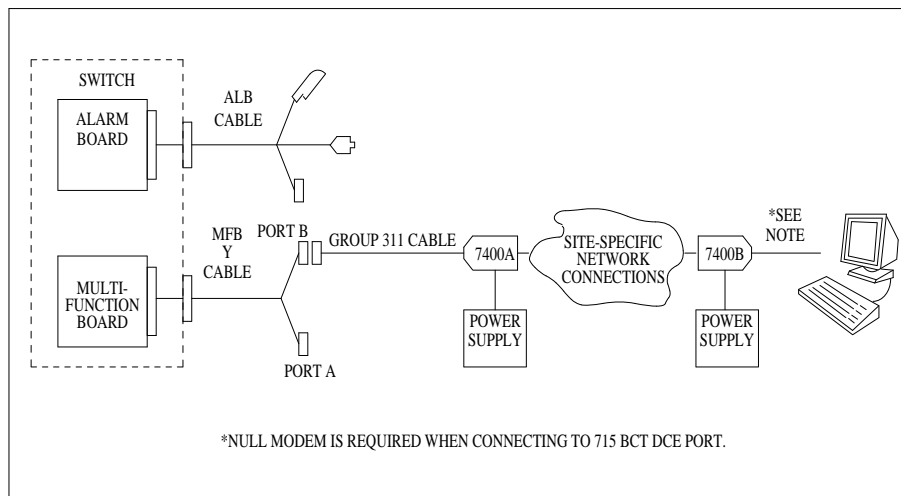 SWITCH
ALARM
BOARD
ALB
CABLE
MULTI-
FUNCTION
BOARD
MFB
Y
CABLE
PORT B
PORT A
GROUP 311 CABLE
7400A
POWER
SUPPLY
SITE-SPECIFIC
NETWORK
CONNECTIONS
7400B
POWER
SUPPLY
*SEE
NOTE
*NULL MODEM IS REQUIRED WHEN CONNECTING TO 715 BCT DCE PORT.